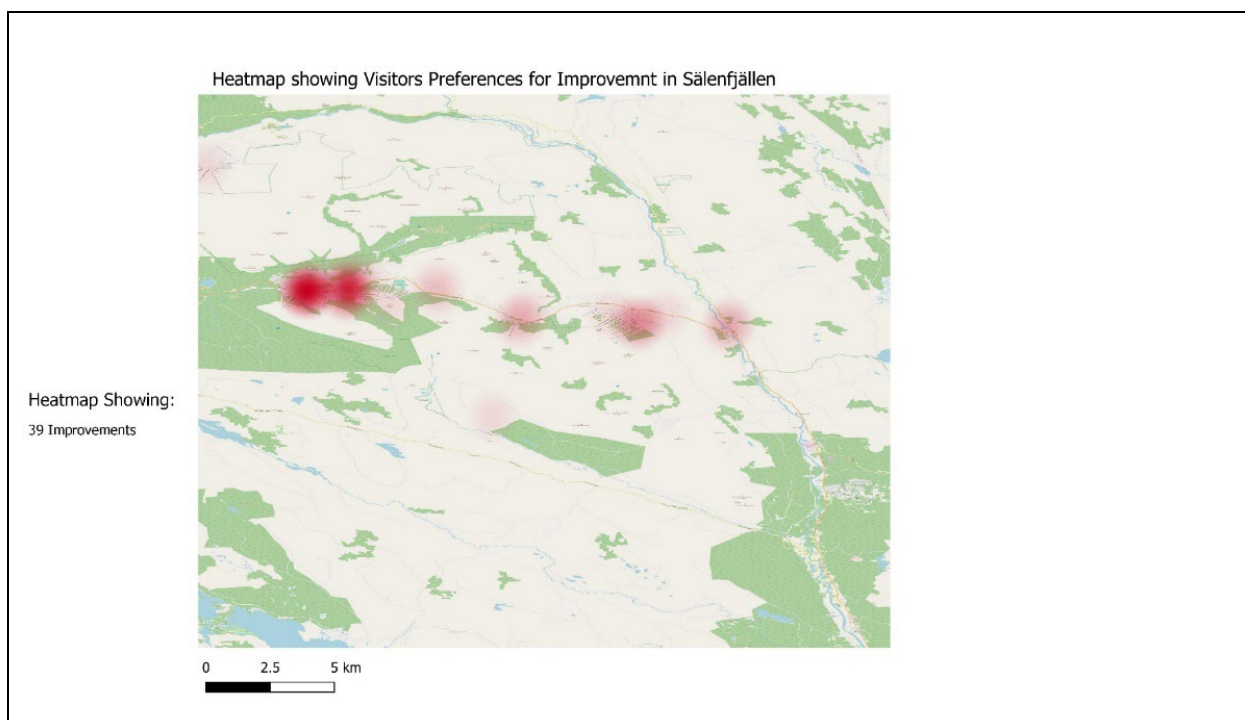 Heatmap showing Visitors Preferences for Improvemnt in Sälenfjällen
Heatmap Showing:
39 Improvements
0 2.5 5 km